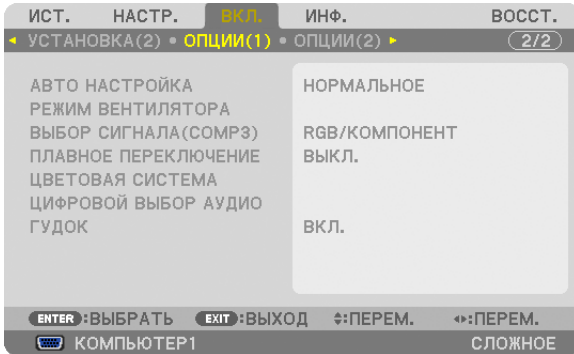 ИСТ. НАСТР. ВКЛ. ИНФ. ВОССТ.
УСТАНОВКА(2) • ОПЦИИ(1) • ОПЦИИ(2) 2/2
АВТО НАСТРОЙКА НОРМАЛЬНОЕ
РЕЖИМ ВЕНТИЛЯТОРА
ВЫБОР СИГНАЛА(COMP3) RGB/КОМПОНЕНТ
ПЛАВНОЕ ПЕРЕКЛЮЧЕНИЕ ВЫКЛ.
ЦВЕТОВАЯ СИСТЕМА
ЦИФРОВОЙ ВЫБОР АУДИО
ГУДОК ВКЛ.
ENTER :ВЫБРАТЬ EXIT :ВЫХОД :ПЕРЕМ. :ПЕРЕМ.
КОМПЬЮТЕР1 СЛОЖНОЕ